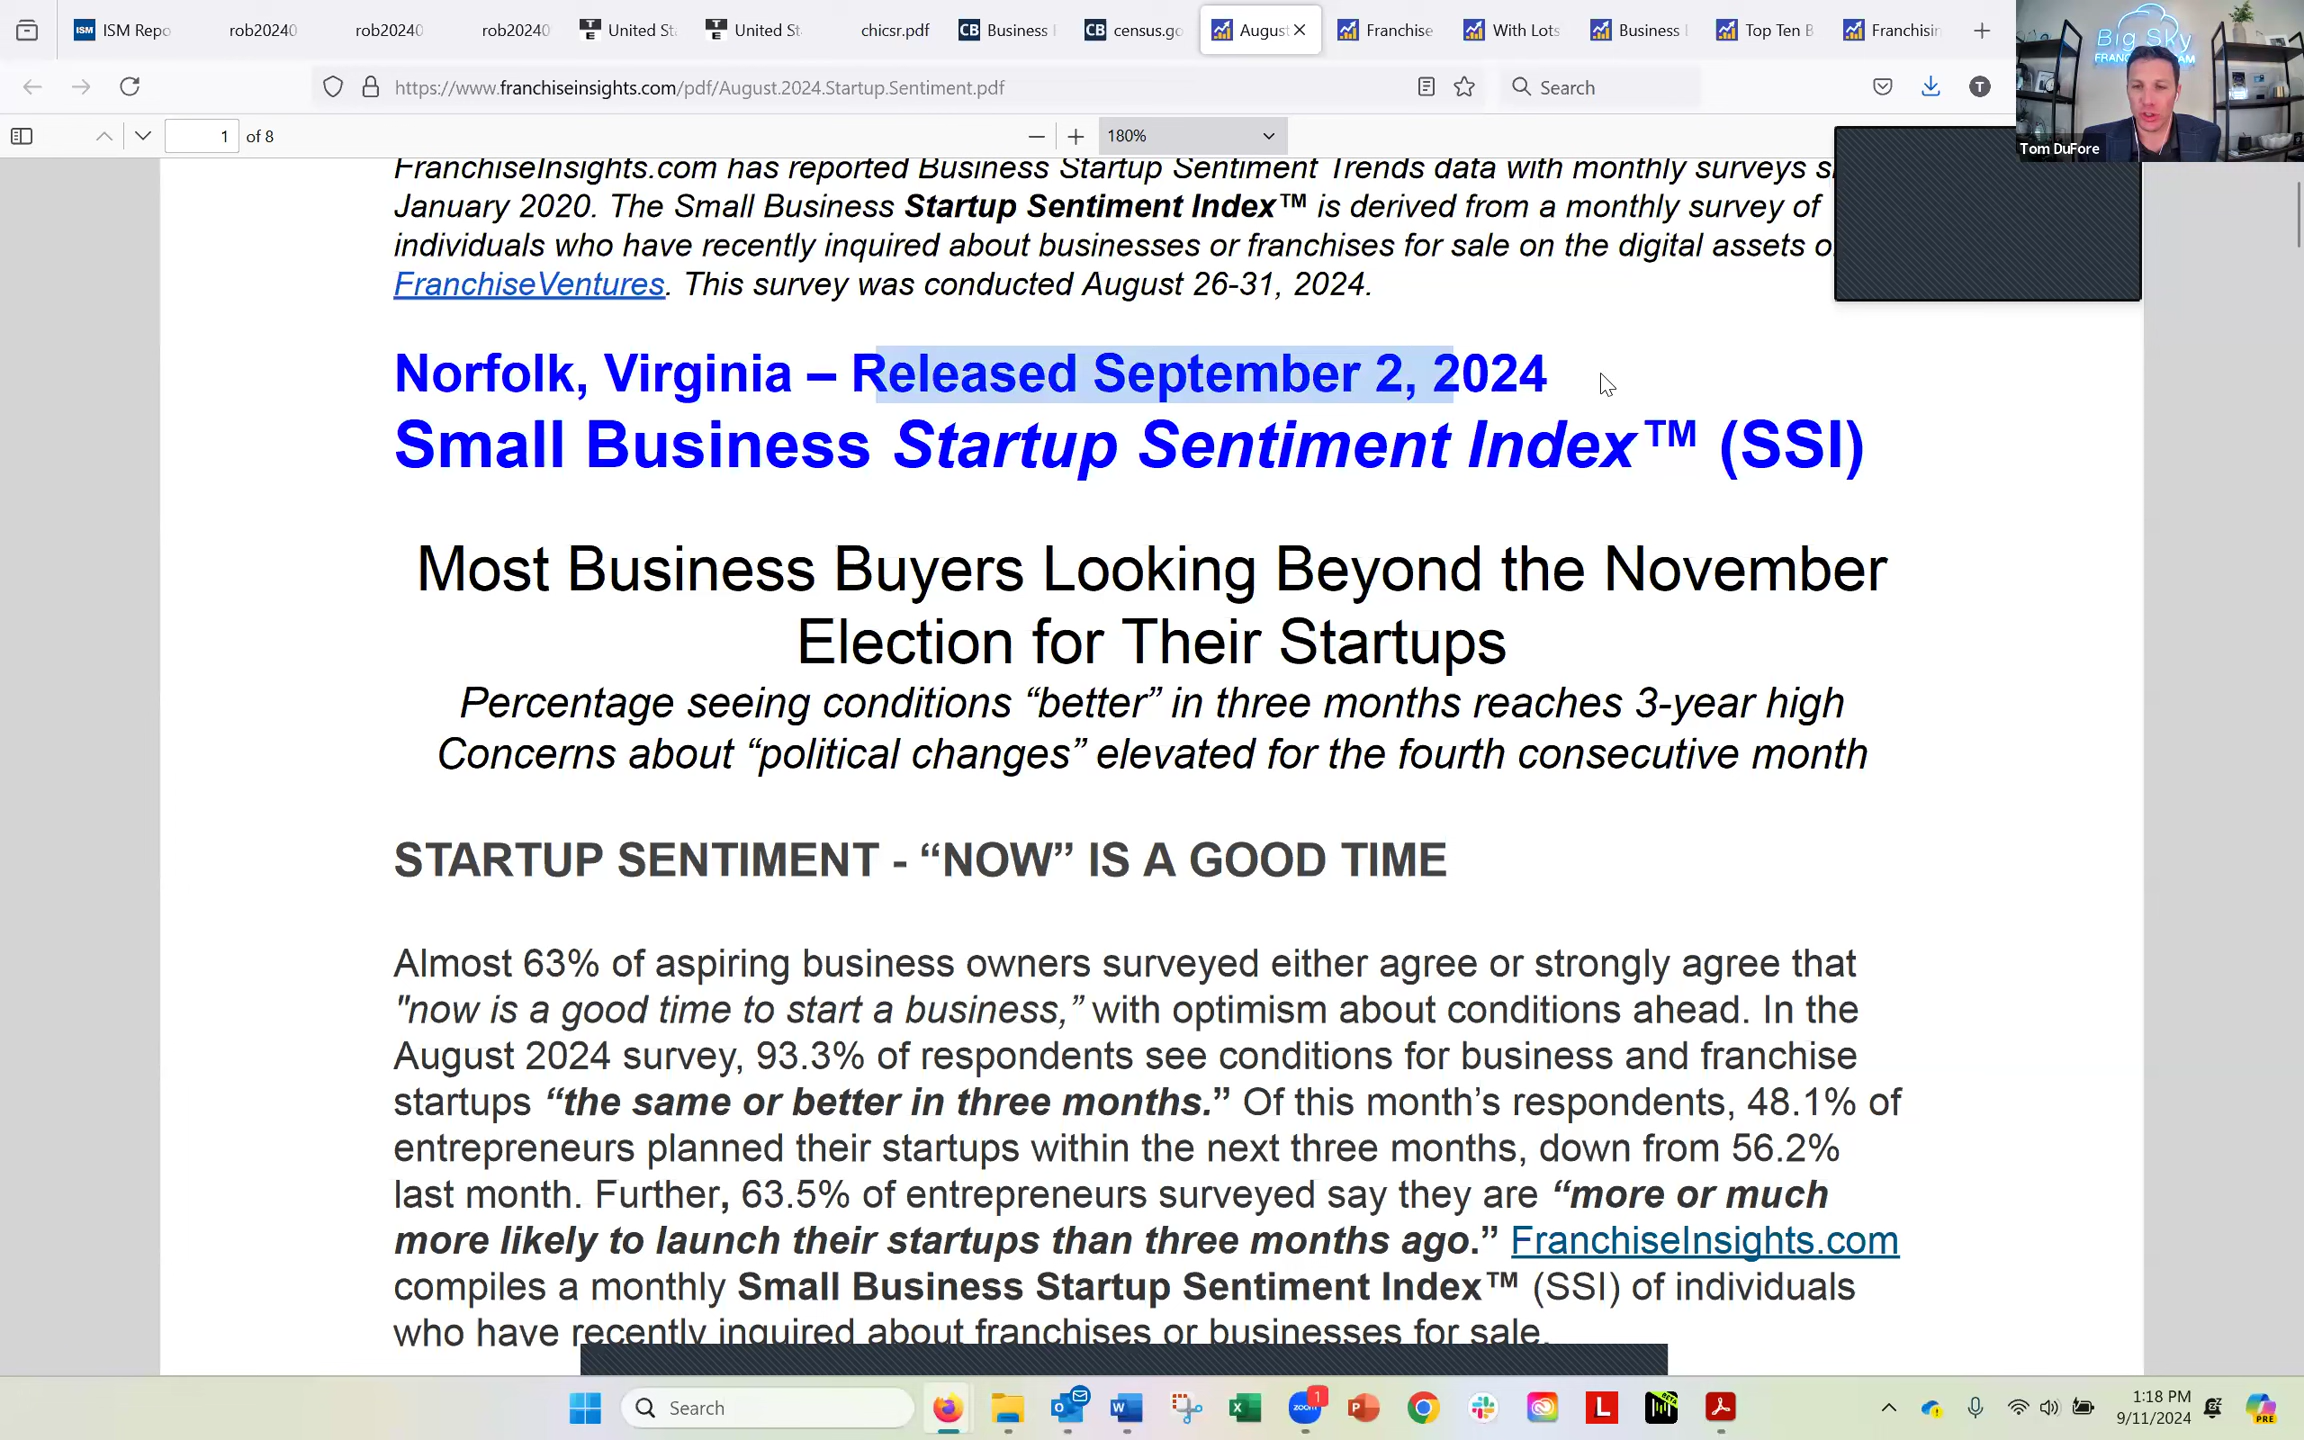 ISM Repo
rob20240
rob20240
rob20240
United St
United St
chicsr.pdf
Business
census.go
August
Franchise
With Lots
Business
Top Ten B
Franchisin
https://www.franchiseinsights.com/pdf/August.2024.Startup.Sentiment.pdf
Search
T
1 of 8
180%
Big Sky
Tom DuFore
FranchiseInsights.com has reported Business Startup Sentiment Trends data with monthly surveys
January 2020. The Small Business Startup Sentiment Index™ is derived from a monthly survey of
individuals who have recently inquired about businesses or franchises for sale on the digital assets
FranchiseVentures. This survey was conducted August 26-31, 2024.
Norfolk, Virginia – Released September 2, 2024
Small Business Startup Sentiment Index™ (SSI)
Most Business Buyers Looking Beyond the November
Election for Their Startups
Percentage seeing conditions “better” in three months reaches 3-year high
Concerns about “political changes” elevated for the fourth consecutive month
STARTUP SENTIMENT - “NOW” IS A GOOD TIME
Almost 63% of aspiring business owners surveyed either agree or strongly agree that
"now is a good time to start a business,” with optimism about conditions ahead. In the
August 2024 survey, 93.3% of respondents see conditions for business and franchise
startups “the same or better in three months.” Of this month’s respondents, 48.1% of
entrepreneurs planned their startups within the next three months, down from 56.2%
last month. Further, 63.5% of entrepreneurs surveyed say they are “more or much
more likely to launch their startups than three months ago.” FranchiseInsights.com
compiles a monthly Small Business Startup Sentiment Index™ (SSI) of individuals
who have recently inquired about franchises or businesses for sale.
Search
1
1:18 PM
9/11/2024
PRE